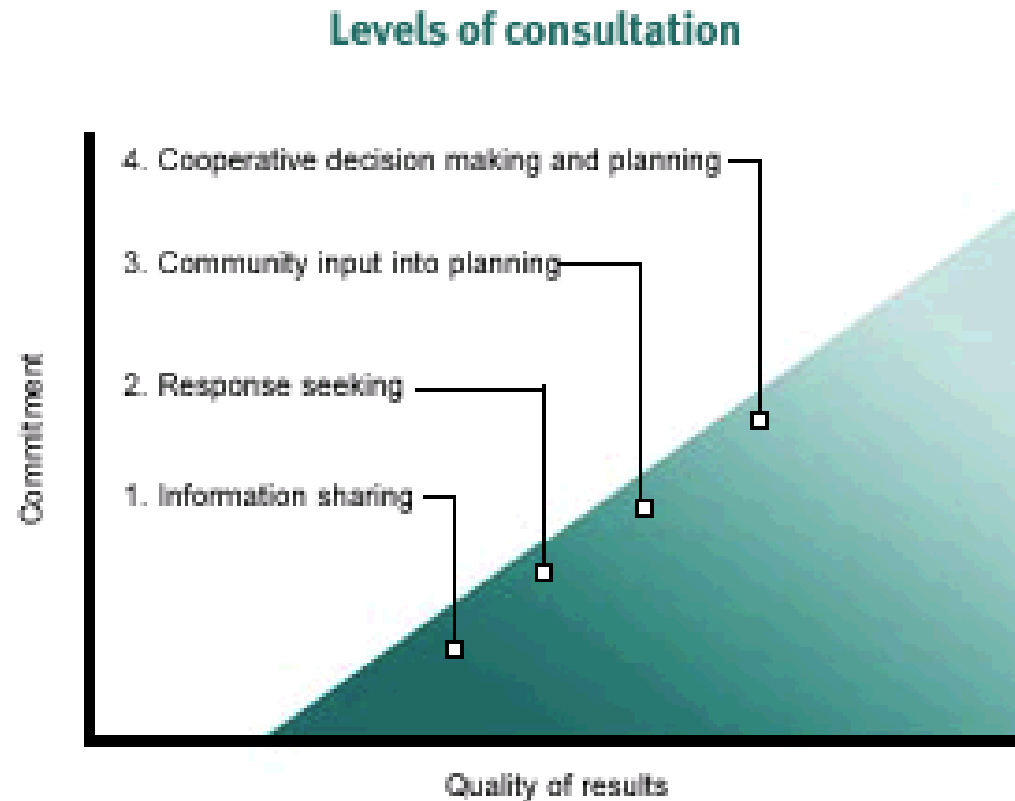 Levels of consultation
4. Cooperative decision making and planning
3. Community input into planning
2. Response seeking
1. Information sharing
Commitment
Quality of results